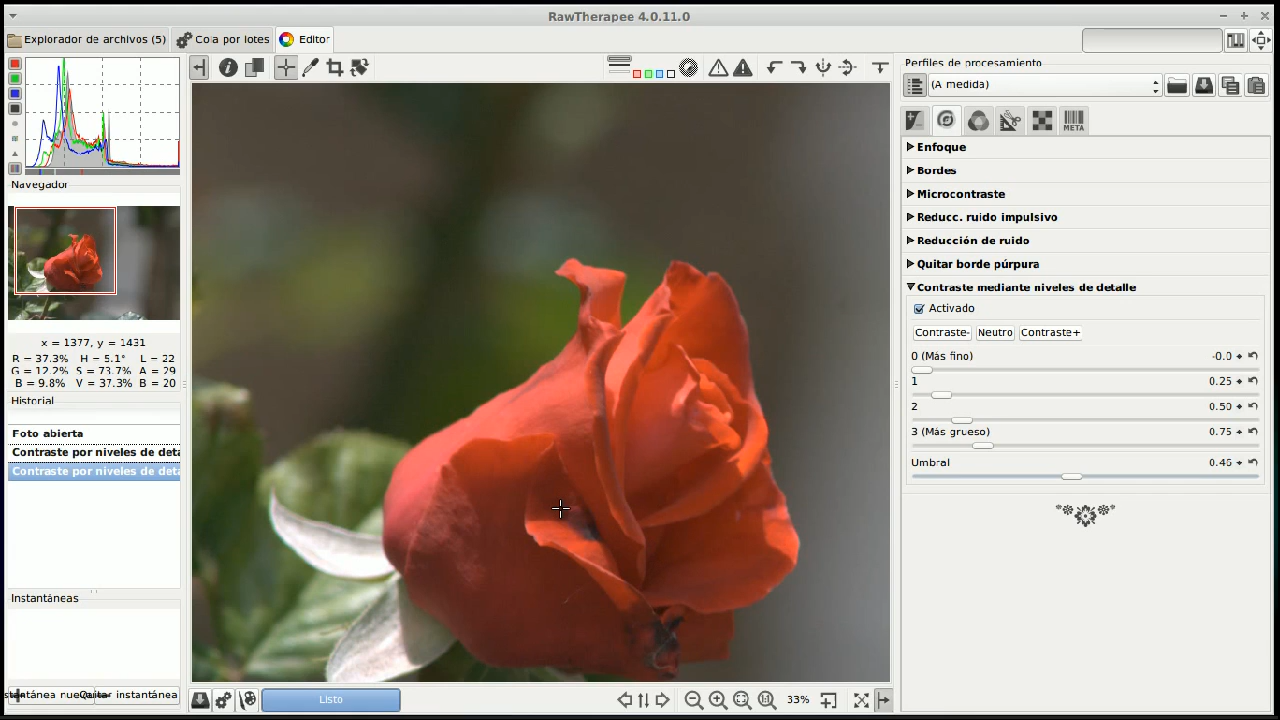 RawTherapee 4.0.11.0
Explorador de archivos (5)
Cola por lotes
Editor
Perfiles de procesamiento
(A medida)
META
Enfoque
Bordes
Microcontraste
Reducc. ruido impulsivo
Reducción de ruido
Quitar borde púrpura
Contraste mediante niveles de detalle
Activado
Contraste- Neutro Contraste+
0 (Más fino) -0.0
1 0.25
2 0.50
3 (Más grueso) 0.75
Umbral 0.46
Navegador
x = 1377, y = 1431
R = 37.3% H = 5.1° L = 22
G = 12.2% S = 73.7% A = 29
B = 9.8% V = 37.3% B = 20
Historial
Foto abierta
Contraste por niveles de deta
Contraste por niveles de deta
Instantáneas
instantánea
Listo
33%